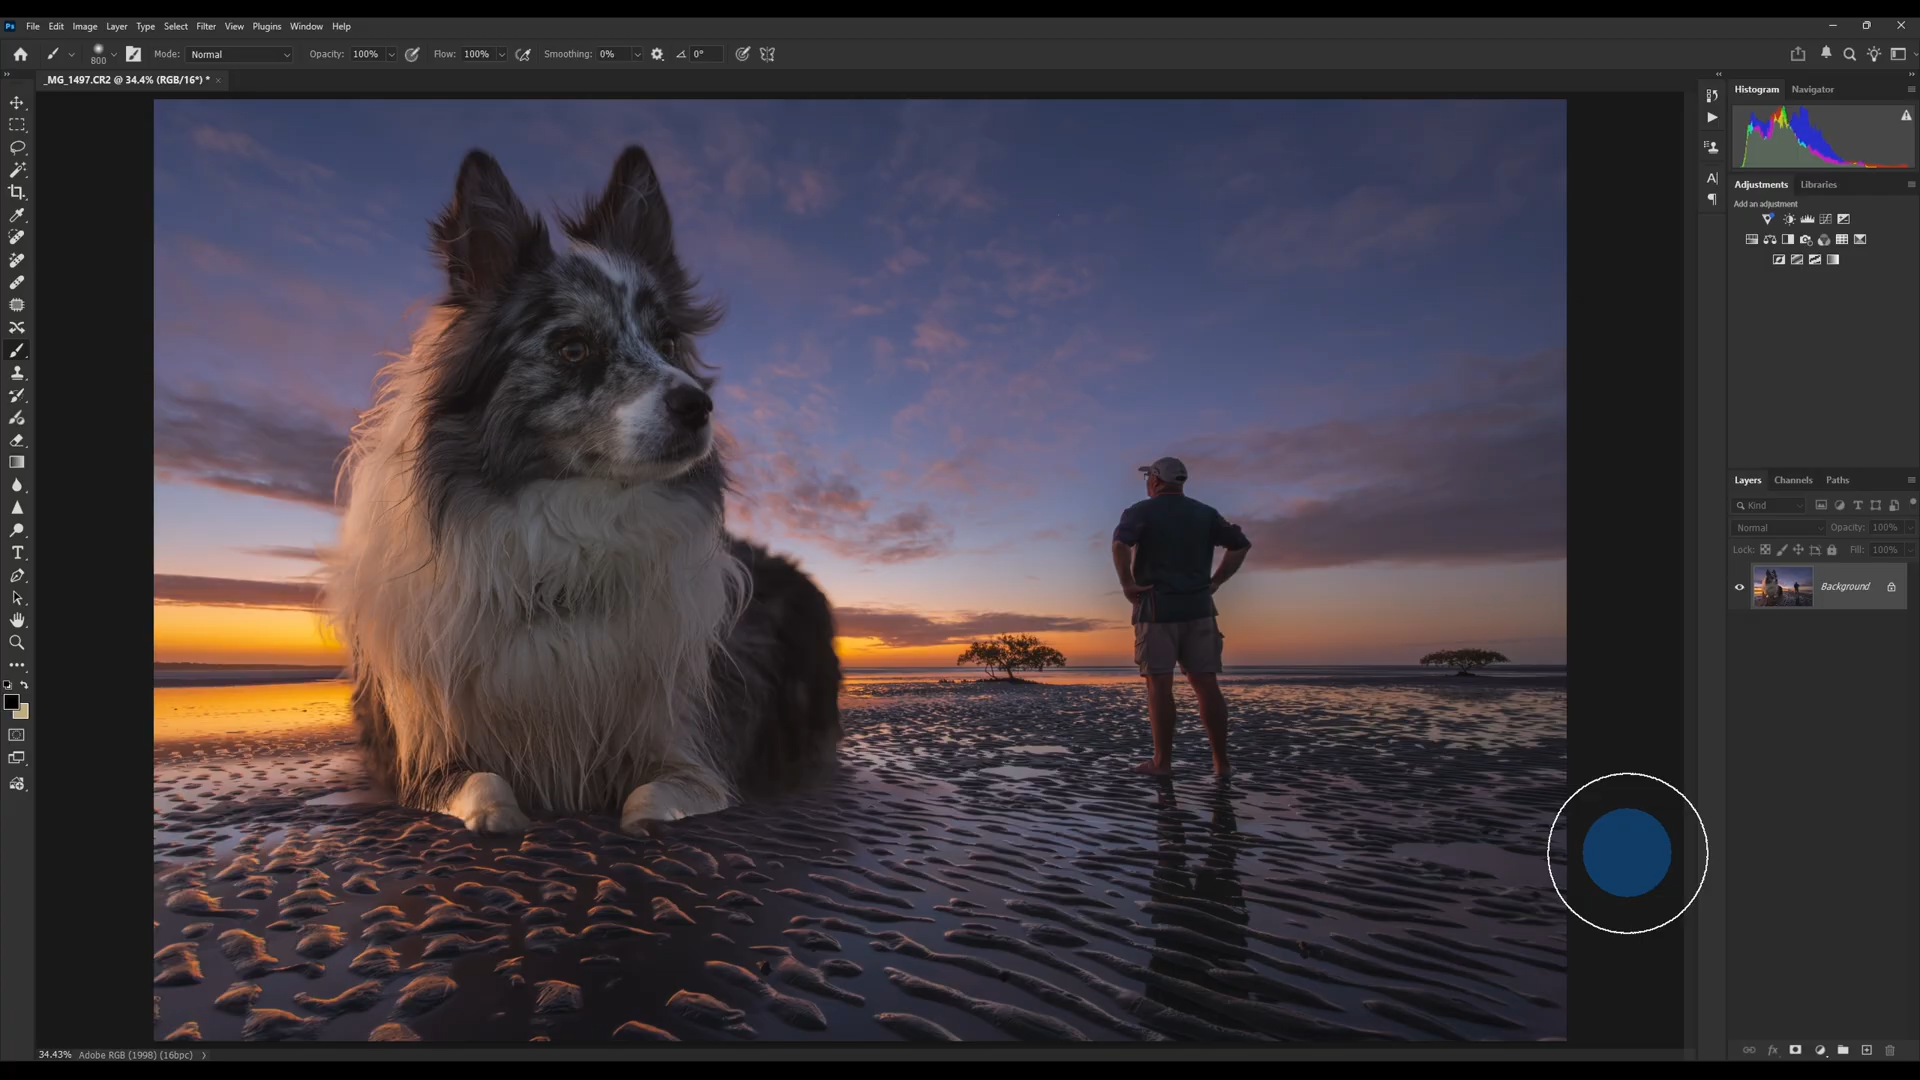 Ps File Edit Image Layer Type Select Filter View Plugins Window Help
800 Mode: Normal Opacity: 100% Flow: 100% Smoothing: 0% 0°
_MG_1497.CR2 @ 34.4% (RGB/16*) * ×
Histogram Navigator
Adjustments Libraries
Add an adjustment
Layers Channels Paths
Kind
Normal Opacity: 100%
Lock: Fill: 100%
Background
34.43% Adobe RGB (1998) (16bpc)